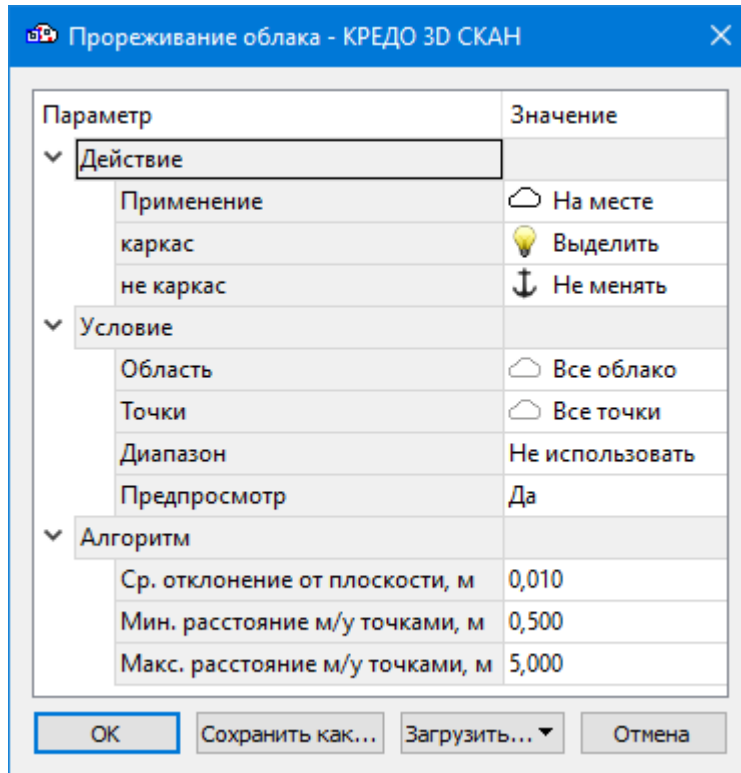 Прореживание облака - КРЕДО 3D СКАН
Параметр Значение
Действие
Применение На месте
каркас Выделить
не каркас Не менять
Условие
Область Все облако
Точки Все точки
Диапазон Не использовать
Предпросмотр Да
Алгоритм
Ср. отклонение от плоскости, м 0,010
Мин. расстояние м/у точками, м 0,500
Макс. расстояние м/у точками, м 5,000
OK Сохранить как... Загрузить... Отмена